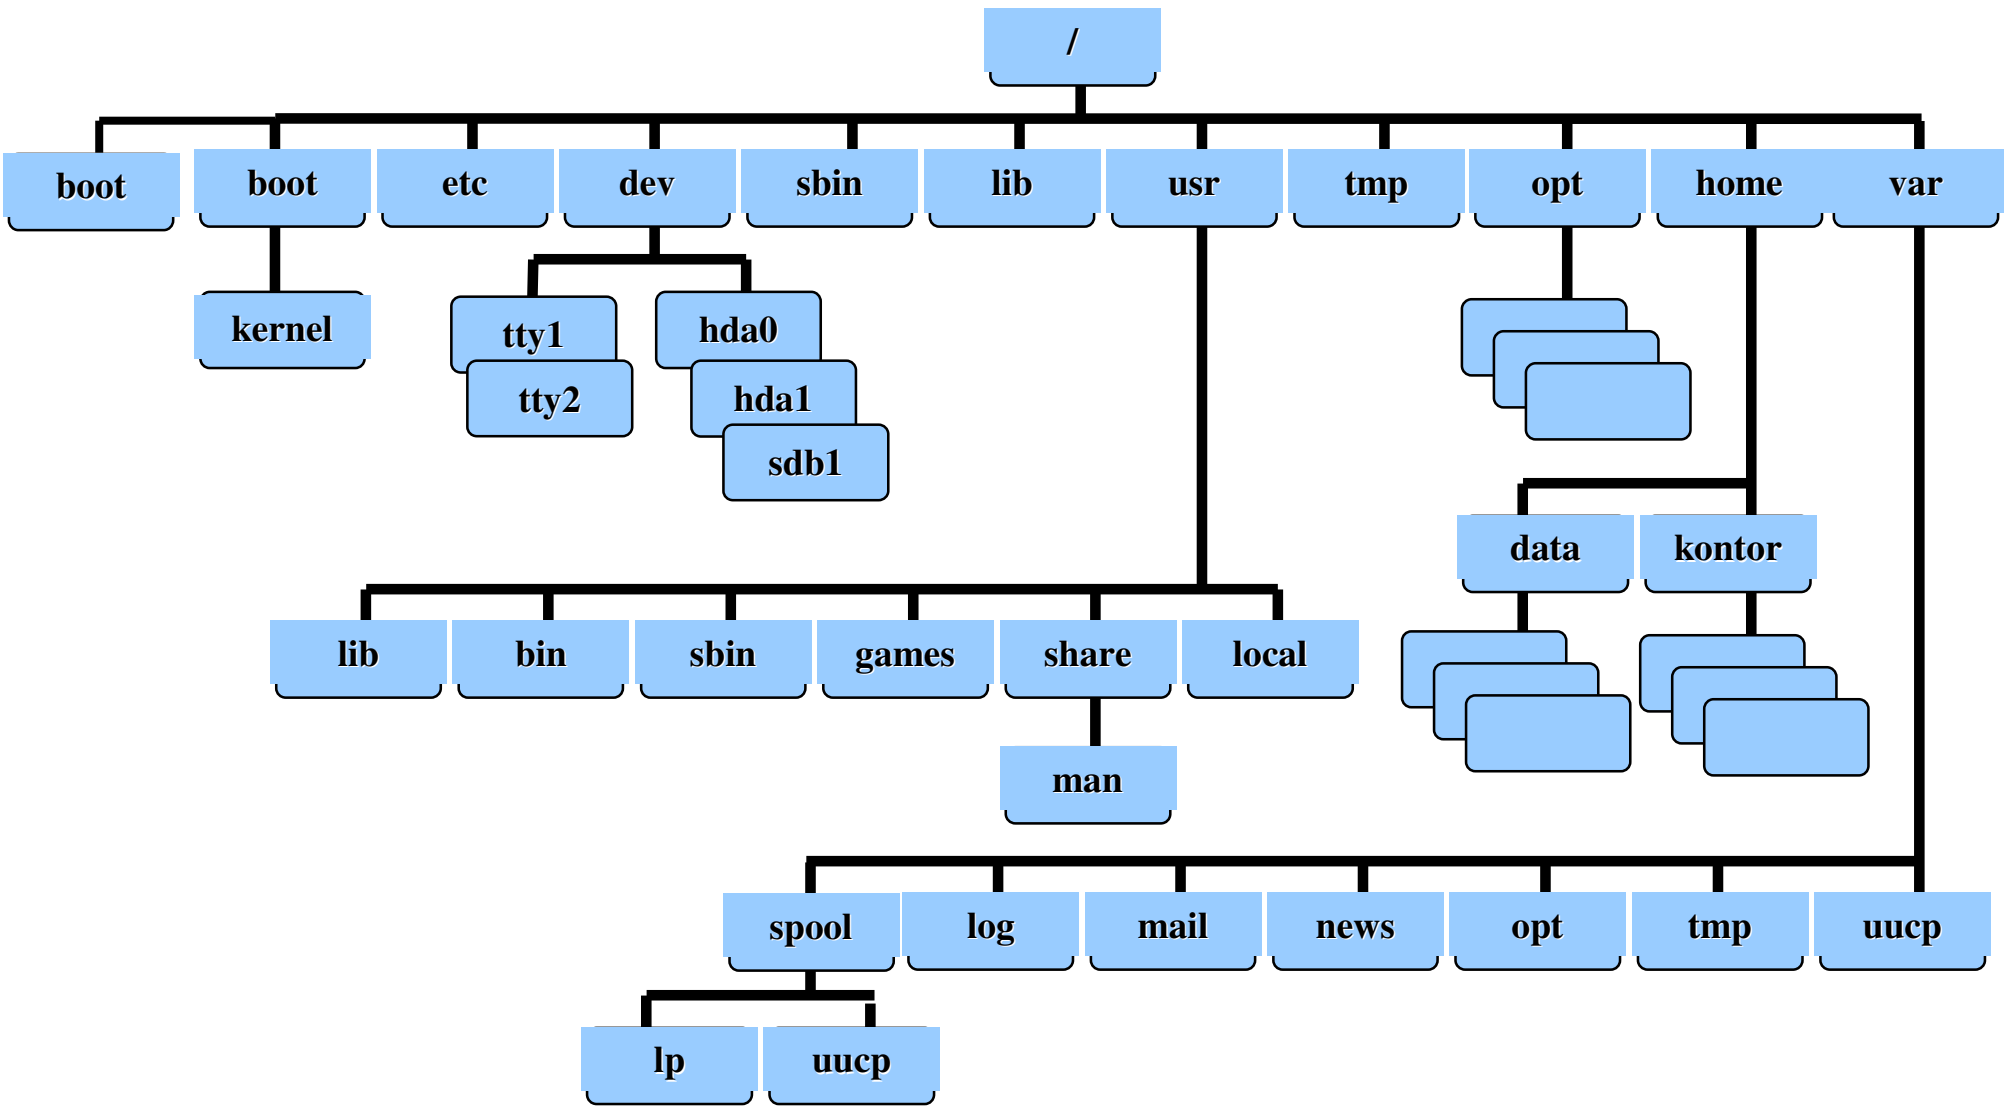 /
boot
boot
etc
dev
sbin
lib
usr
tmp
opt
home
var
kernel
tty1
hda0
tty2
hda1
sdb1
data
kontor
lib
bin
sbin
games
share
local
man
spool
log
mail
news
opt
tmp
uucp
lp
uucp